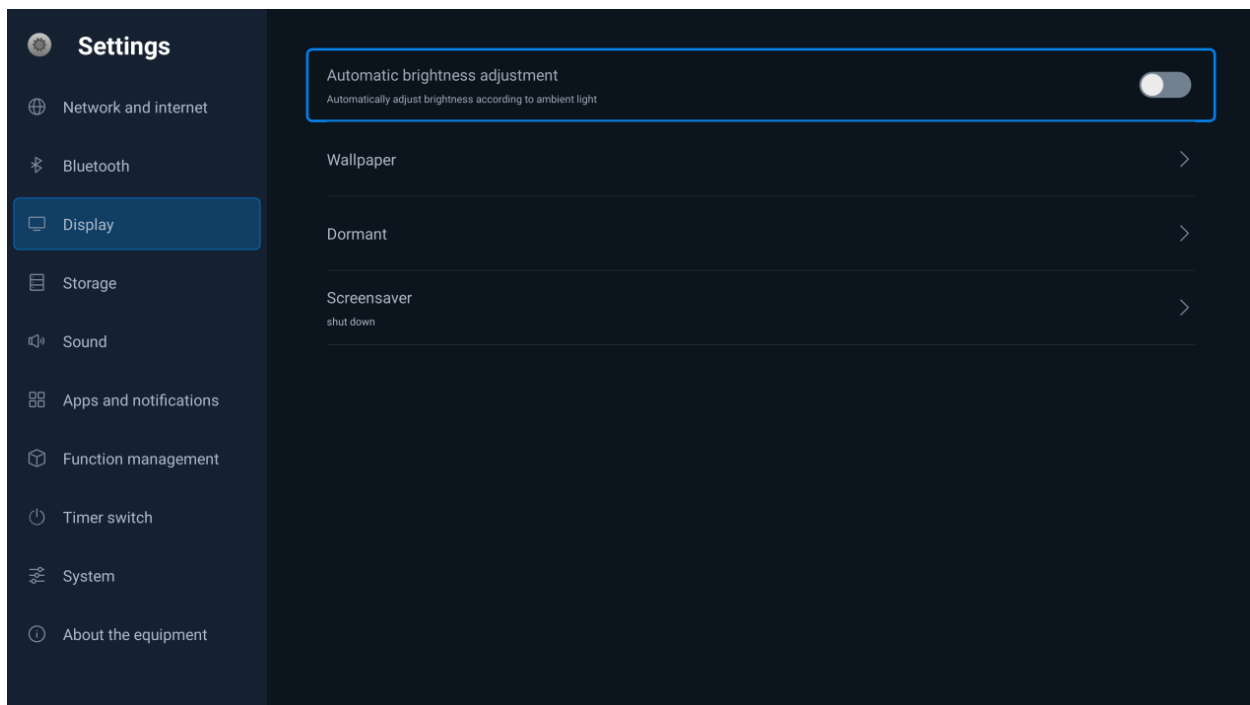 Settings
Network and internet
Bluetooth
Display
Storage
Sound
Apps and notifications
Function management
Timer switch
System
About the equipment
Automatic brightness adjustment
Automatically adjust brightness according to ambient light
Wallpaper
Dormant
Screensaver
shut down